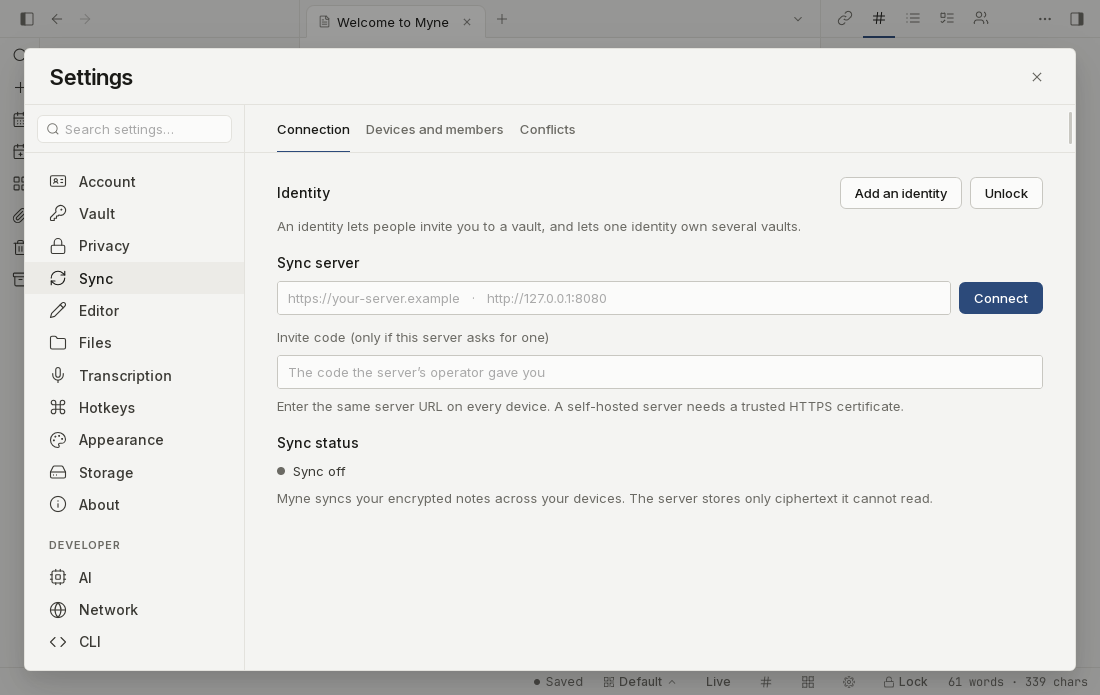 Welcome to Myne
Settings
Search settings…
Account
Vault
Privacy
Sync
Editor
Files
Transcription
Hotkeys
Appearance
Storage
About
DEVELOPER
AI
Network
CLI
Connection
Devices and members
Conflicts
Identity
Add an identity
Unlock
An identity lets people invite you to a vault, and lets one identity own several vaults.
Sync server
https://your-server.example · http://127.0.0.1:8080
Connect
Invite code (only if this server asks for one)
The code the server’s operator gave you
Enter the same server URL on every device. A self-hosted server needs a trusted HTTPS certificate.
Sync status
Sync off
Myne syncs your encrypted notes across your devices. The server stores only ciphertext it cannot read.
Saved
Default
Live
Lock
61 words · 339 chars